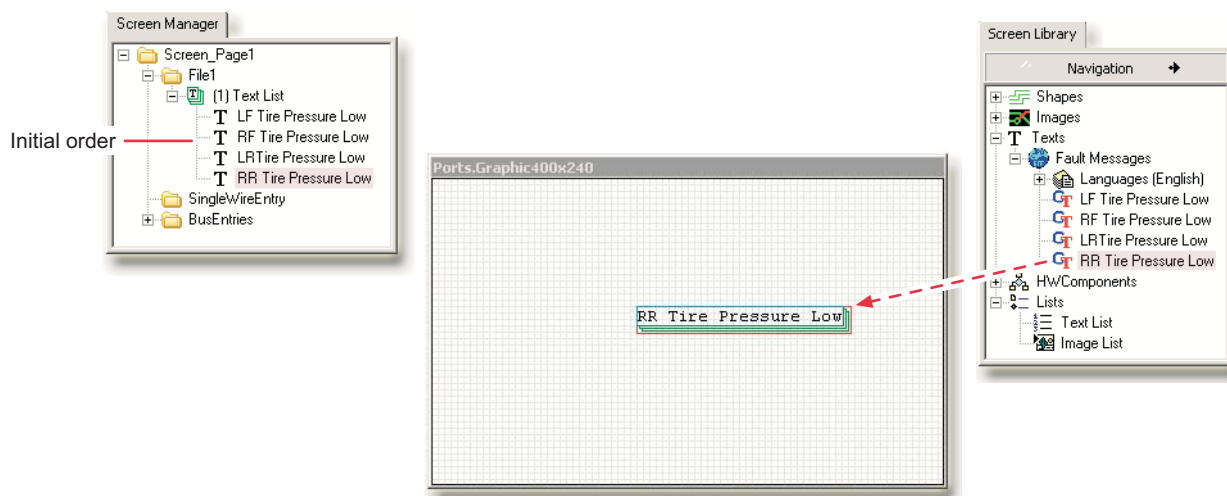 Screen Manager
Screen_Page1
File1
(1) Text List
LF Tire Pressure Low
RF Tire Pressure Low
LRTire Pressure Low
RR Tire Pressure Low
SingleWireEntry
BusEntries
Initial order
Ports.Graphic400x240
RR Tire Pressure Low
Screen Library
Navigation
Shapes
Images
Texts
Fault Messages
Languages (English)
LF Tire Pressure Low
RF Tire Pressure Low
LRTire Pressure Low
RR Tire Pressure Low
HWComponents
Lists
Text List
Image List